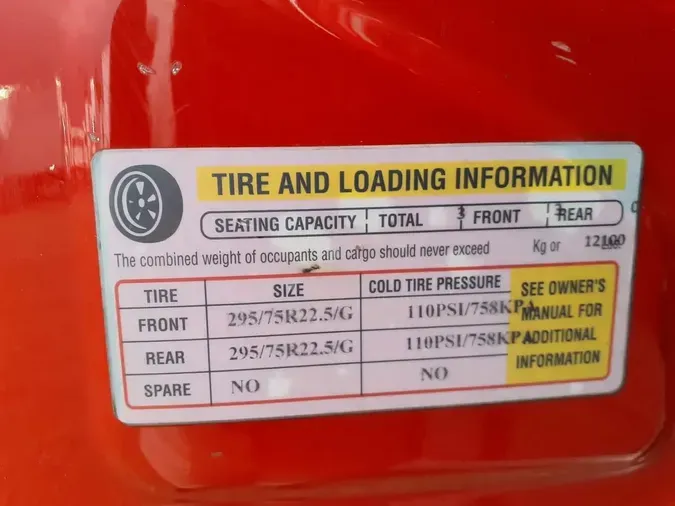 TIRE AND LOADING INFORMATION
SEATING CAPACITY TOTAL 3 FRONT 3 REAR 0
The combined weight of occupants and cargo should never exceed Kg or 12100
TIRE SIZE COLD TIRE PRESSURE SEE OWNER'S MANUAL FOR ADDITIONAL INFORMATION
FRONT 295/75R22.5/G 110PSI/758KPA
REAR 295/75R22.5/G 110PSI/758KPA
SPARE NO NO